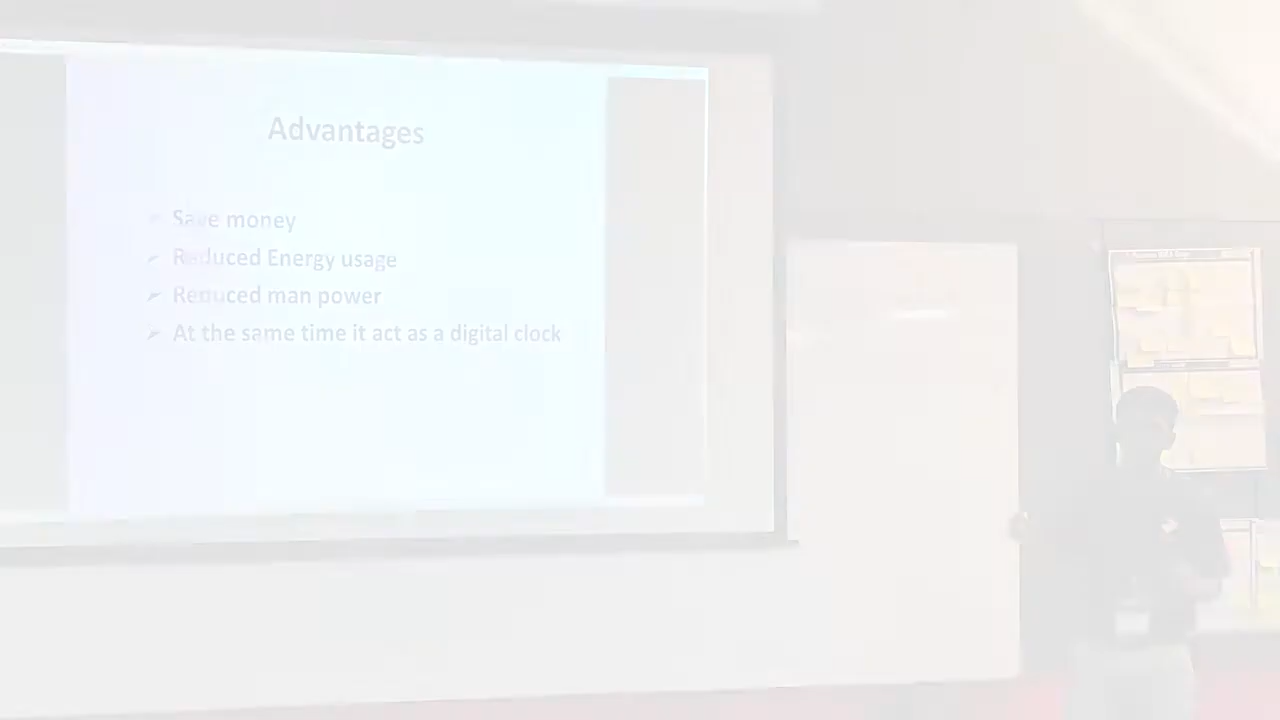 Advantages
Save money
Reduced Energy usage
Reduced man power
At the same time it act as a digital clock